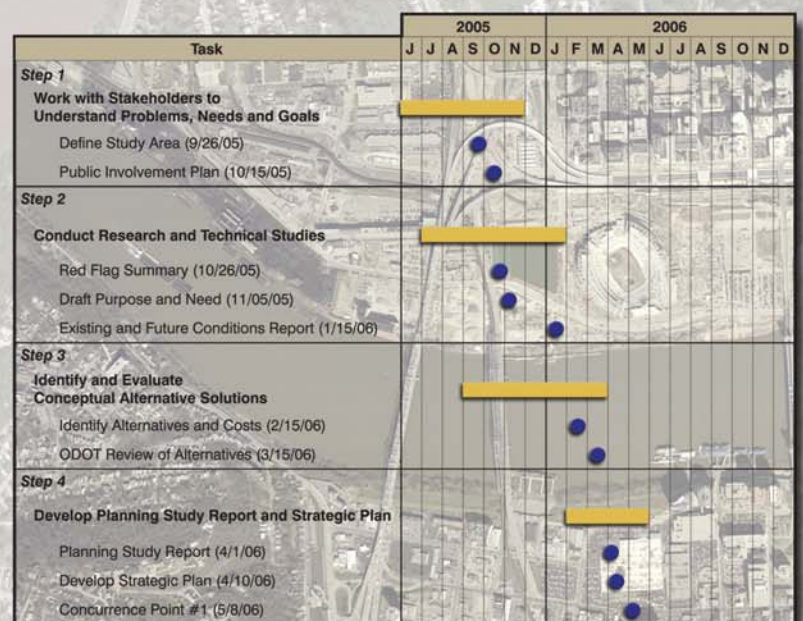 2005 2006
Task J J A S O N D J F M A M J J A S O N D
Step 1
Work with Stakeholders to
Understand Problems, Needs and Goals
Define Study Area (9/26/05)
Public Involvement Plan (10/15/05)
Step 2
Conduct Research and Technical Studies
Red Flag Summary (10/26/05)
Draft Purpose and Need (11/05/05)
Existing and Future Conditions Report (1/15/06)
Step 3
Identify and Evaluate
Conceptual Alternative Solutions
Identify Alternatives and Costs (2/15/06)
ODOT Review of Alternatives (3/15/06)
Step 4
Develop Planning Study Report and Strategic Plan
Planning Study Report (4/1/06)
Develop Strategic Plan (4/10/06)
Concurrence Point #1 (5/8/06)